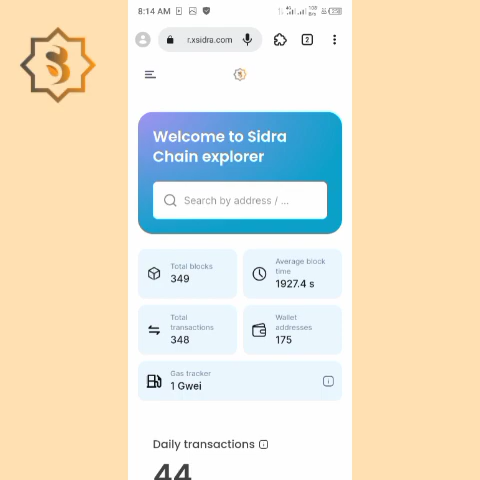 8:14 AM
r.xsidra.com
2
Welcome to Sidra
Chain explorer
Search by address / ...
Total blocks
349
Average block
time
1927.4 s
Total
transactions
348
Wallet
addresses
175
Gas tracker
1 Gwei
Daily transactions
44